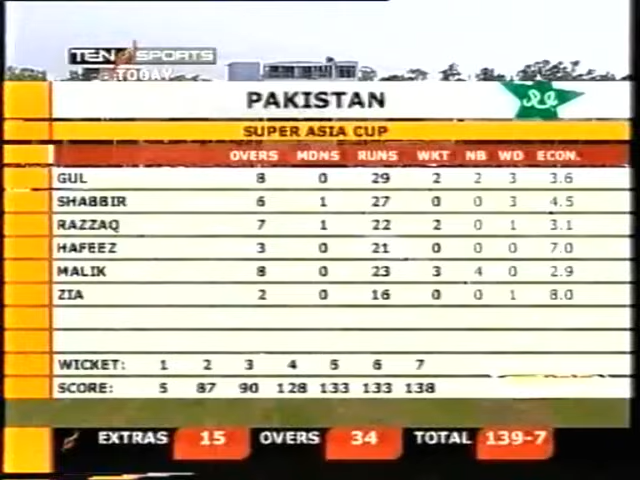 TEN SPORTS
TODAY
PAKISTAN
SUPER ASIA CUP
OVERS MDNS RUNS WKT NB WD ECON.
GUL 8 0 29 2 2 3 3.6
SHABBIR 6 1 27 0 0 3 4.5
RAZZAQ 7 1 22 2 0 1 3.1
HAFEEZ 3 0 21 0 0 0 7.0
MALIK 8 0 23 3 4 0 2.9
ZIA 2 0 16 0 0 1 8.0
WICKET: 1 2 3 4 5 6 7
SCORE: 5 87 90 128 133 133 138
EXTRAS 15 OVERS 34 TOTAL 139-7